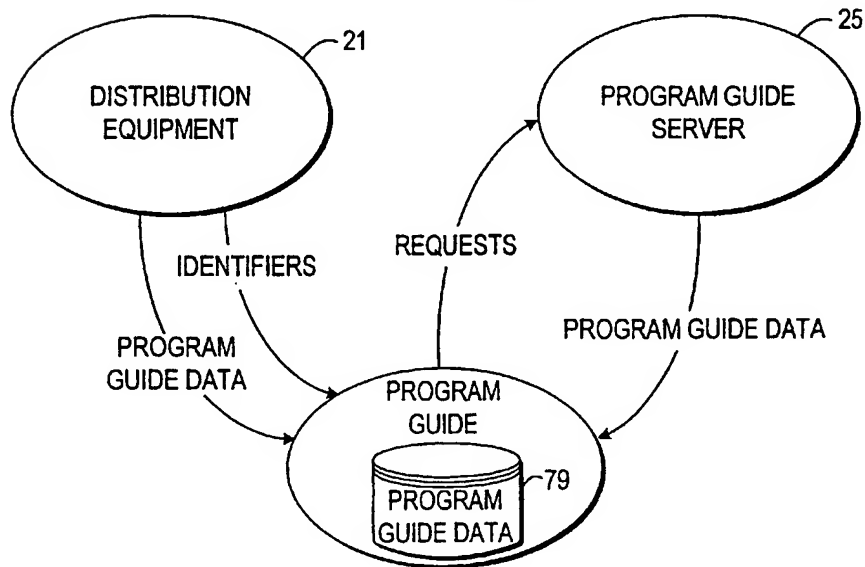 21
DISTRIBUTION
EQUIPMENT
25
PROGRAM GUIDE
SERVER
IDENTIFIERS
REQUESTS
PROGRAM
GUIDE DATA
PROGRAM GUIDE DATA
PROGRAM
GUIDE
79
PROGRAM
GUIDE DATA